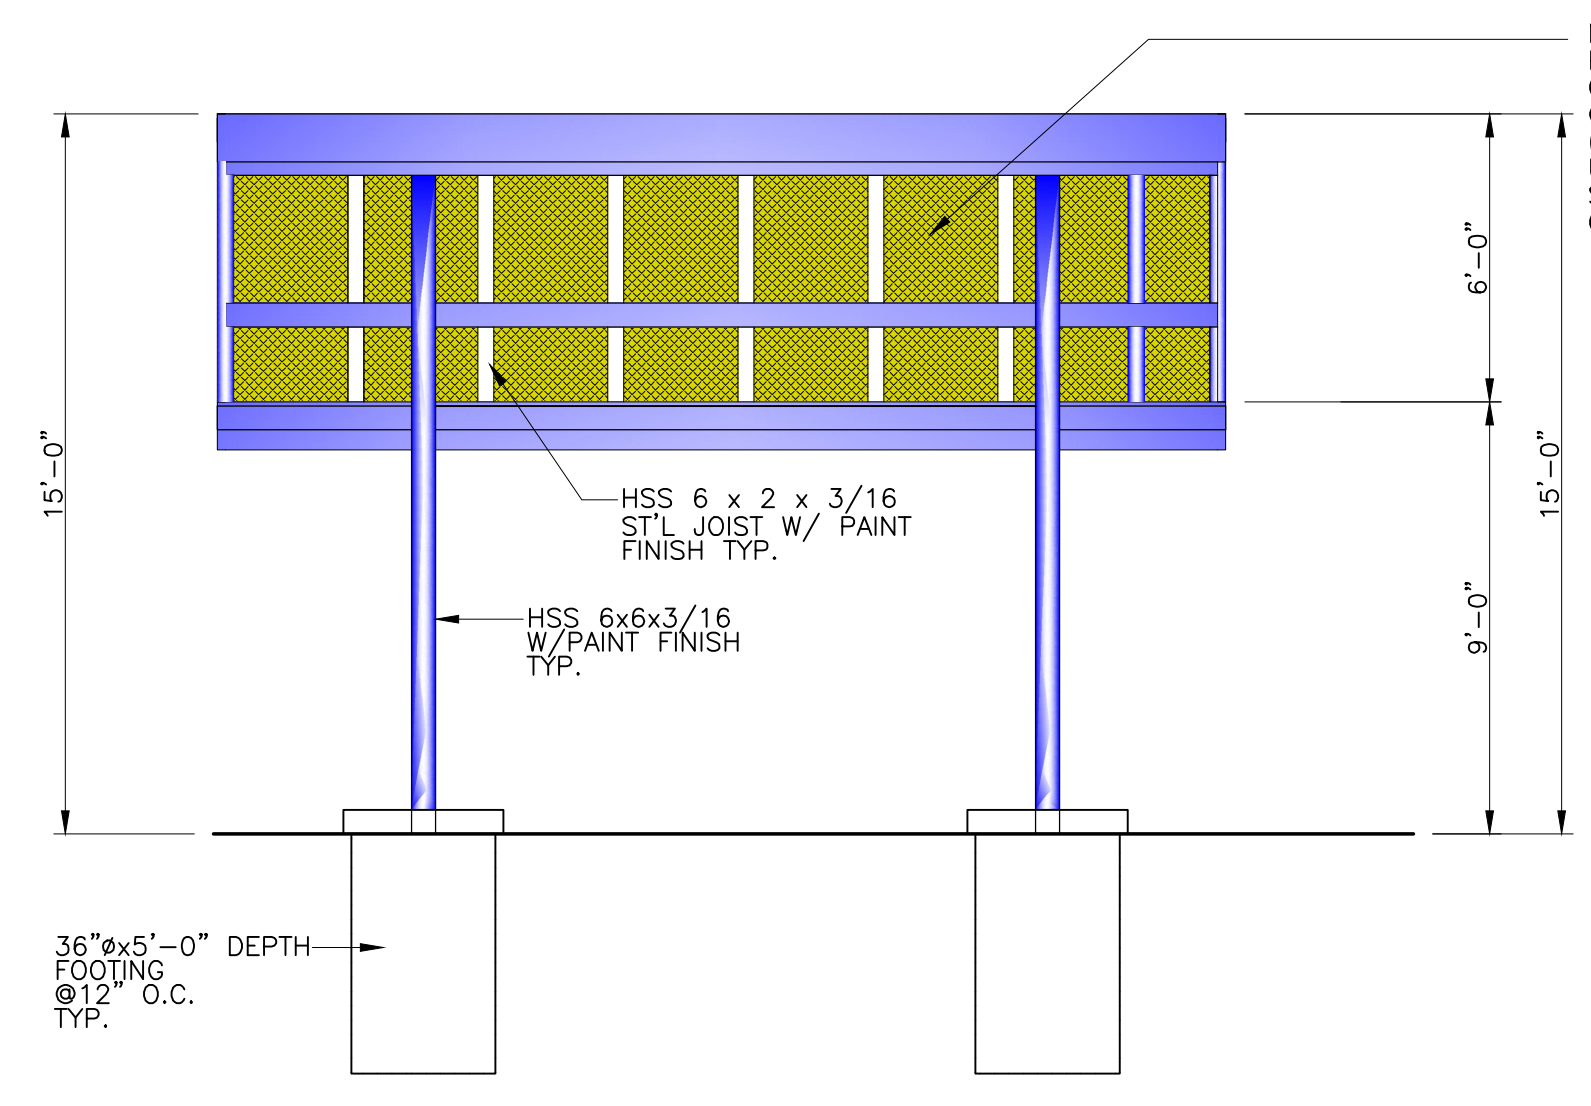 6'-0"
15'-0"
15'-0"
HSS 6 x 2 x 3/16
ST'L JOIST W/ PAINT
FINISH TYP.
9'-0"
HSS 6x6x3/16
W/PAINT FINISH
TYP.
36"øx5'-0" DEPTH
FOOTING
@12" O.C.
TYP.